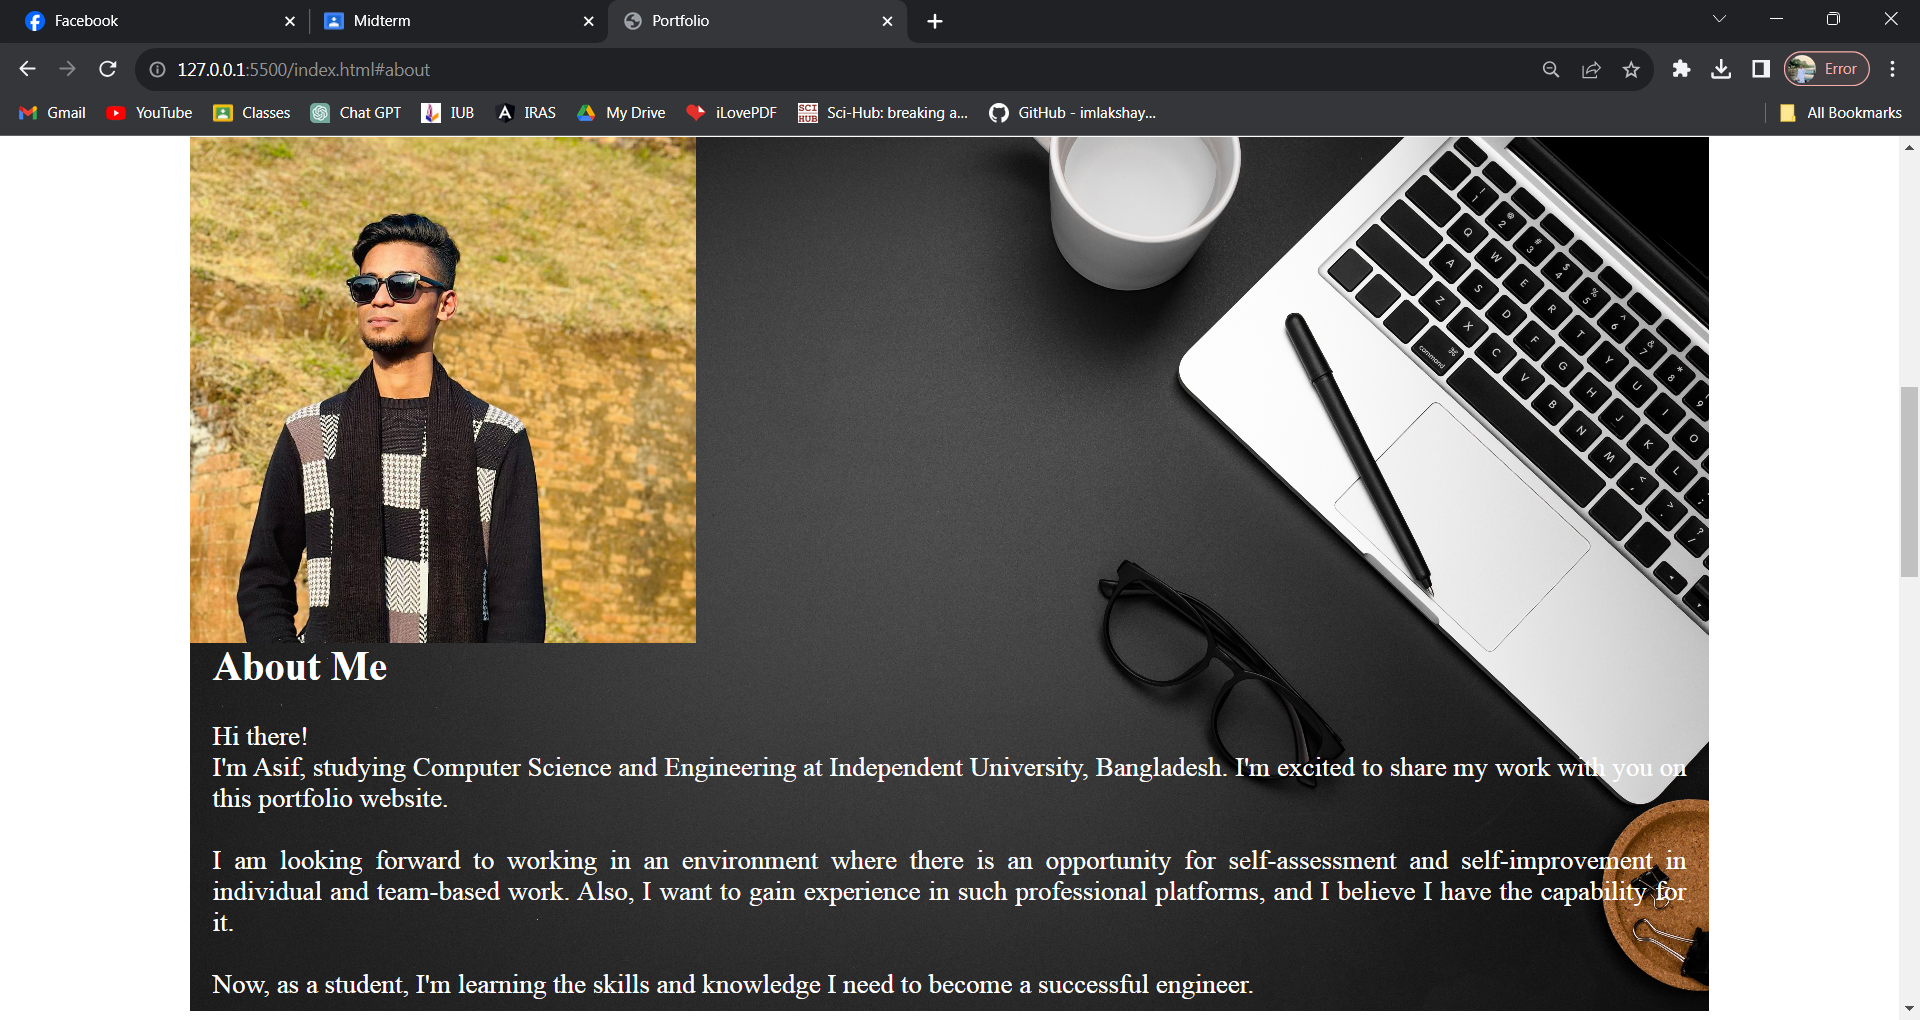 Facebook
Midterm
Portfolio
127.0.0.1:5500/index.html#about
Error
Gmail
YouTube
Classes
Chat GPT
IUB
IRAS
My Drive
iLovePDF
SCI HUB
Sci-Hub: breaking a...
GitHub - imlakshay...
All Bookmarks
command
About Me
Hi there!
I'm Asif, studying Computer Science and Engineering at Independent University, Bangladesh. I'm excited to share my work with you on
this portfolio website.
I am looking forward to working in an environment where there is an opportunity for self-assessment and self-improvement in
individual and team-based work. Also, I want to gain experience in such professional platforms, and I believe I have the capability for
it.
Now, as a student, I'm learning the skills and knowledge I need to become a successful engineer.